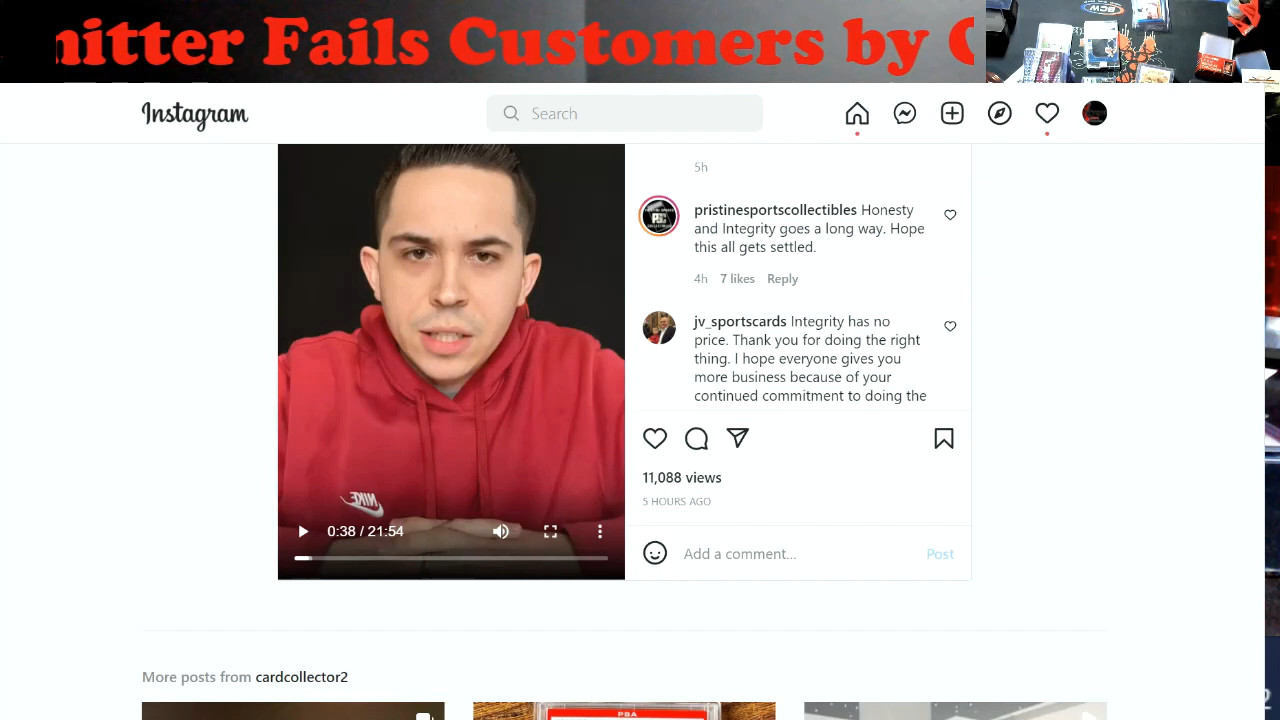 nitter Fails Customers by
Instagram
Search
5h
pristinesportscollectibles Honesty
and Integrity goes a long way. Hope
this all gets settled.
4h 7 likes Reply
jv_sportscards Integrity has no
price. Thank you for doing the right
thing. I hope everyone gives you
more business because of your
continued commitment to doing the
11,088 views
5 HOURS AGO
Add a comment...
Post
NIKE
0:38 / 21:54
More posts from cardcollector2
PSA
BCW